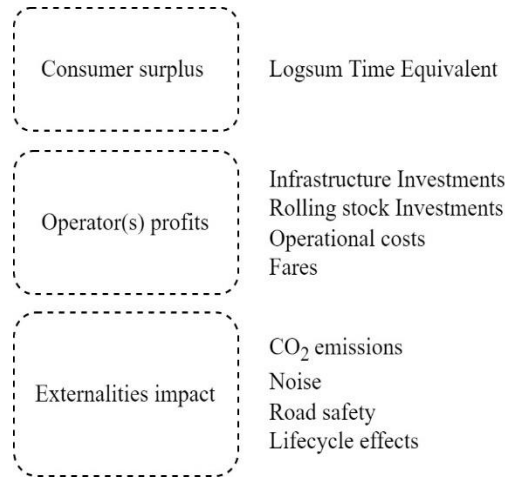 Consumer surplus
Logsum Time Equivalent
Operator(s) profits
Infrastructure Investments
Rolling stock Investments
Operational costs
Fares
Externalities impact
CO₂ emissions
Noise
Road safety
Lifecycle effects